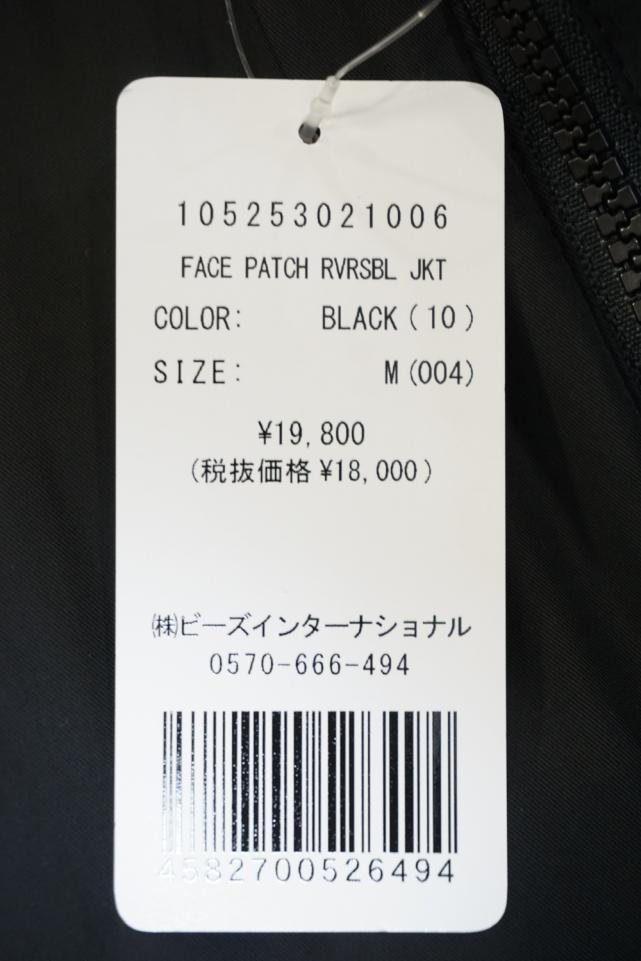 105253021006
FACE PATCH RVRSBL JKT
COLOR: BLACK(10)
SIZE: M(004)
¥19,800
(税抜価格¥18,000)
㈱ビーズインターナショナル
0570-666-494
4582700526494